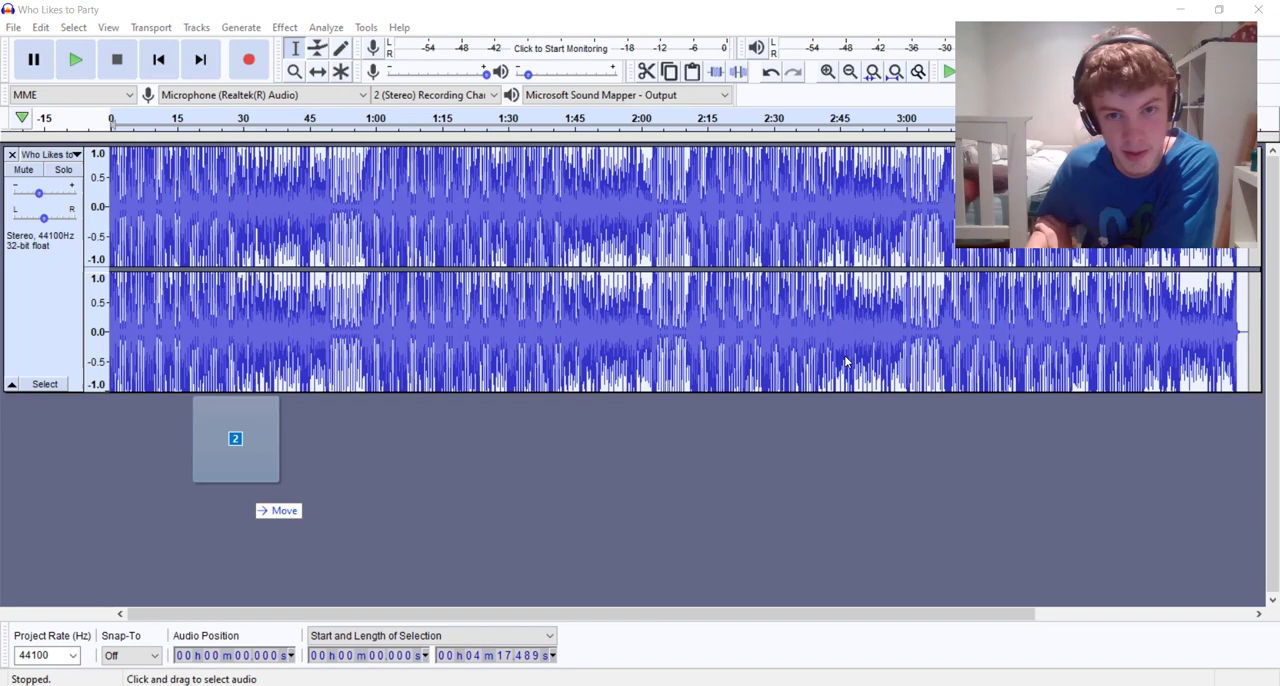 Who Likes to Party
File Edit Select View Transport Tracks Generate Effect Analyze Tools Help
L R -54 -48 -42 Click to Start Monitoring -18 -12 -6 0 L R -54 -48 -42 -36 -30
- + - +
MME Microphone (Realtek(R) Audio) 2 (Stereo) Recording Chai Microsoft Sound Mapper - Output
-15 0 15 30 45 1:00 1:15 1:30 1:45 2:00 2:15 2:30 2:45 3:00
Who Likes to 1.0
Mute Solo 0.5
- + 0.0
L R -0.5
Stereo, 44100Hz
32-bit float
-1.0
1.0
0.5
0.0
-0.5
Select -1.0
2
Move
Project Rate (Hz) Snap-To Audio Position Start and Length of Selection
44100 Off 00 h 00 m 00.000 s 00 h 00 m 00.000 s 00 h 04 m 17.489 s
Stopped. Click and drag to select audio